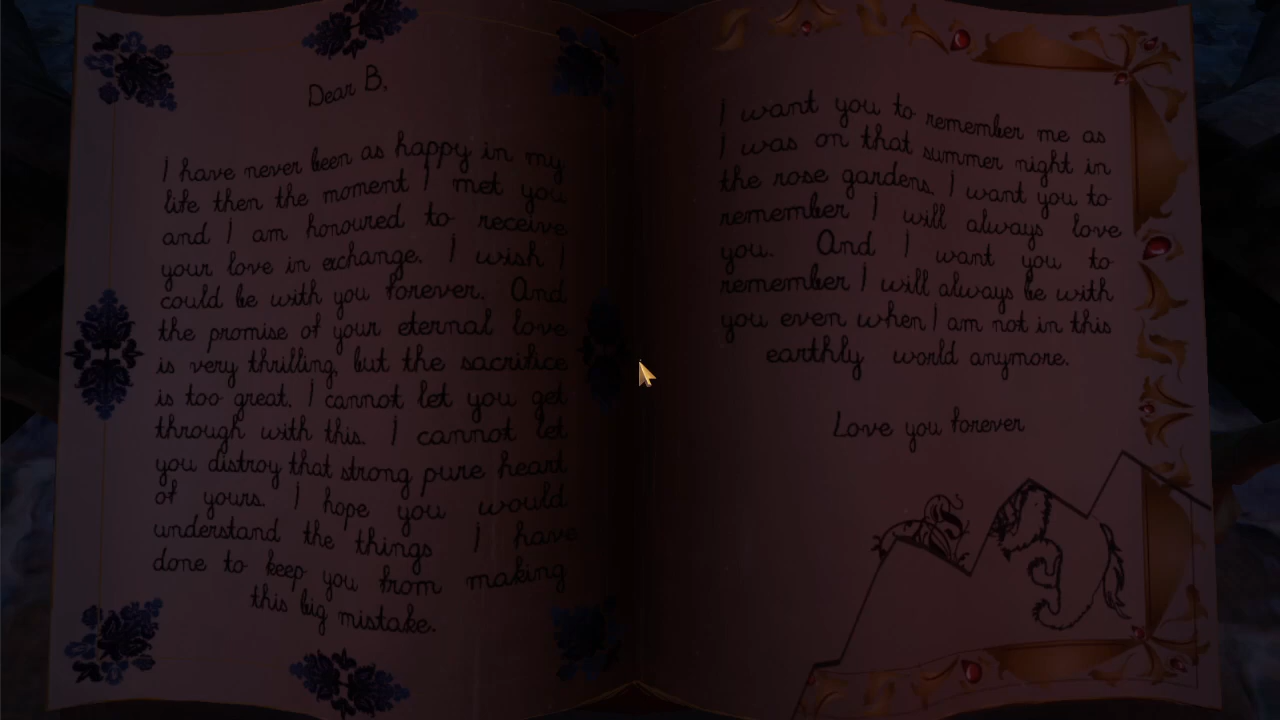 Dear B,
I have never been as happy in my
life then the moment I met you
and I am honoured to receive
your love in exchange. I wish I
could be with you forever. And
the promise of your eternal love
is very thrilling, but the sacrifice
is too great. I cannot let you get
through with this. I cannot let
you distroy that strong pure heart
of yours. I hope you would
understand the things I have
done to keep you from making
this big mistake.
I want you to remember me as
I was on that summer night in
the rose gardens. I want you to
remember I will always love
you. And I want you to
remember I will always be with
you even when I am not in this
earthly world anymore.
Love you forever